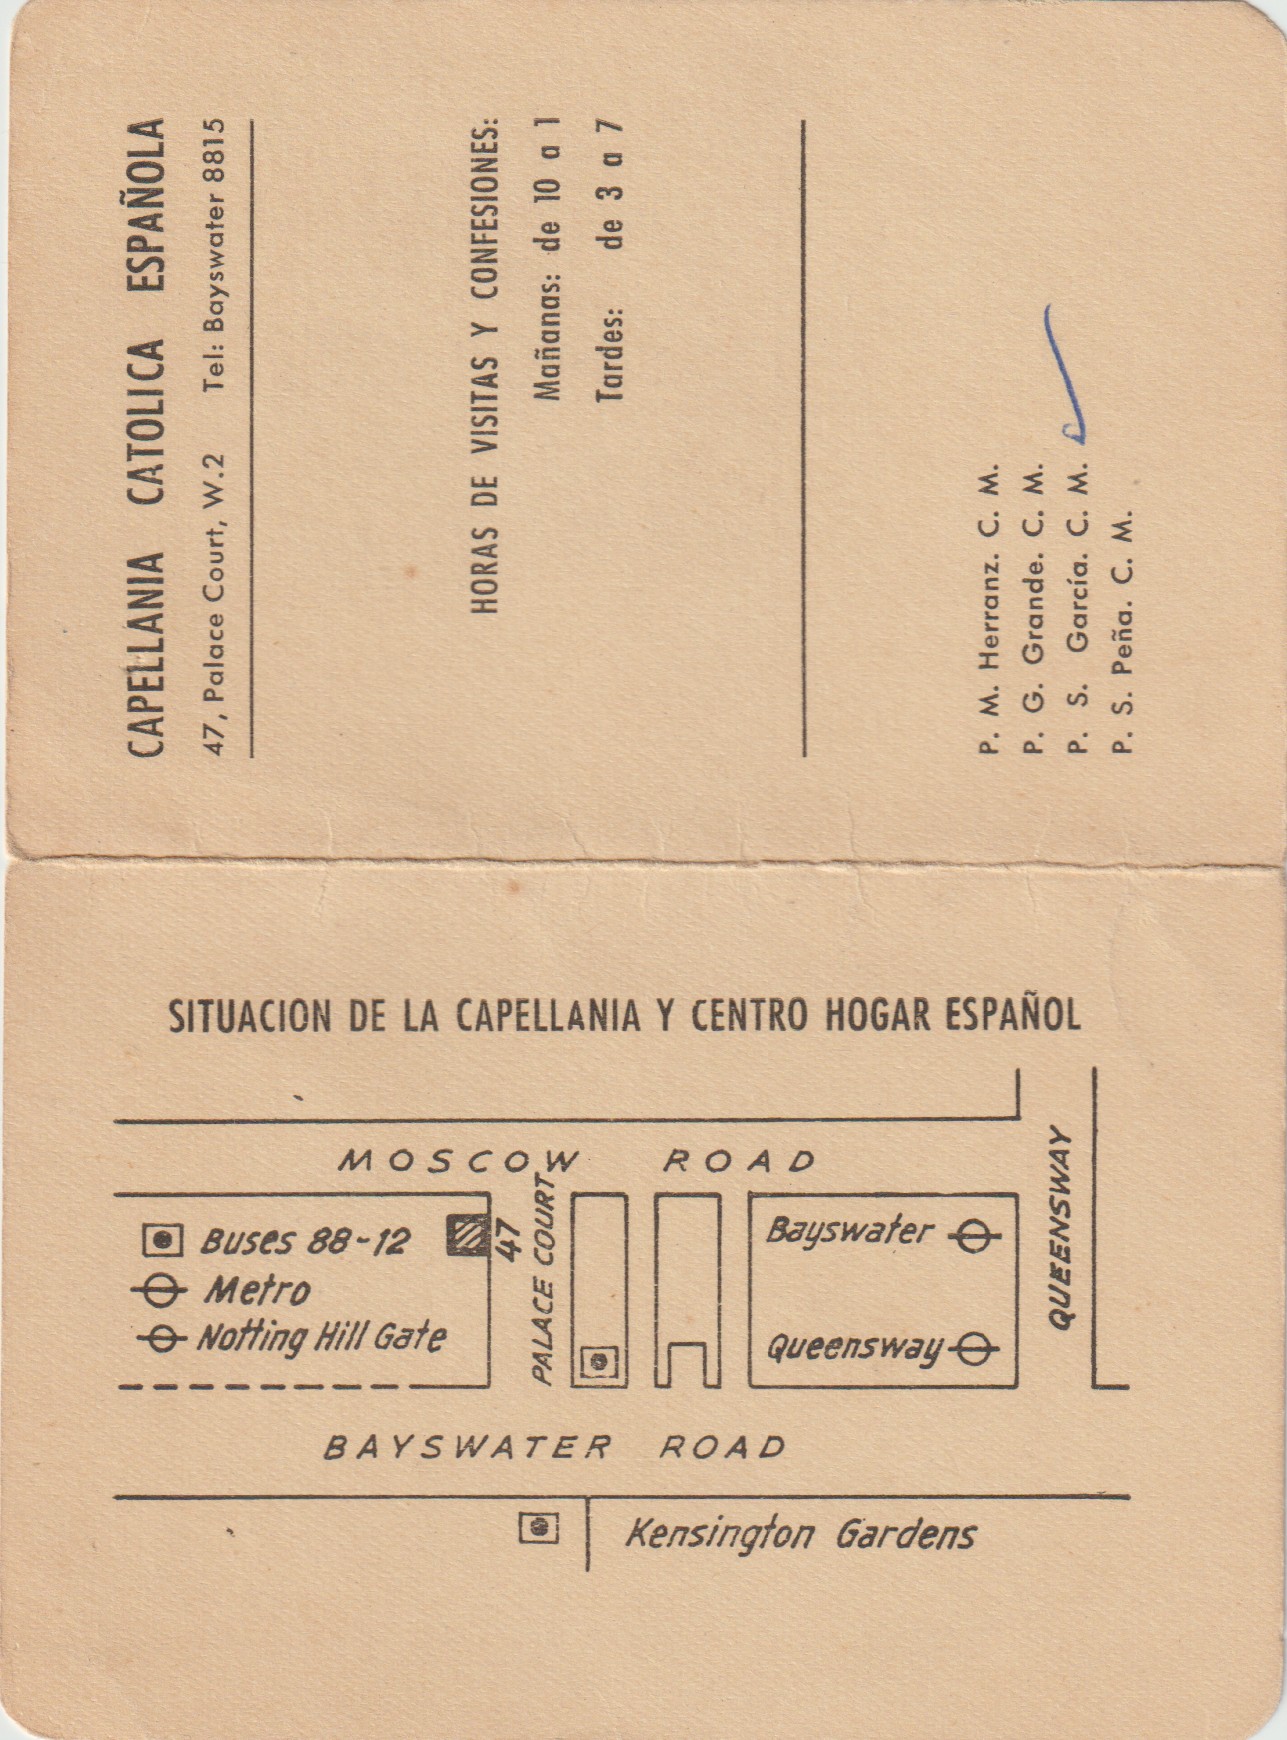 CAPELLANIA CATOLICA ESPAÑOLA
47, Palace Court, W.2 Tel: Bayswater 8815
HORAS DE VISITAS Y CONFESIONES:
Mañanas: de 10 a 1
Tardes: de 3 a 7
P. M. Herranz. C. M.
P. G. Grande. C. M.
P. S. García. C. M.
P. S. Peña. C. M.
SITUACION DE LA CAPELLANIA Y CENTRO HOGAR ESPAÑOL
MOSCOW ROAD
Buses 88-12
Metro
Notting Hill Gate
47
PALACE COURT
Bayswater
Queensway
QUEENSWAY
BAYSWATER ROAD
Kensington Gardens